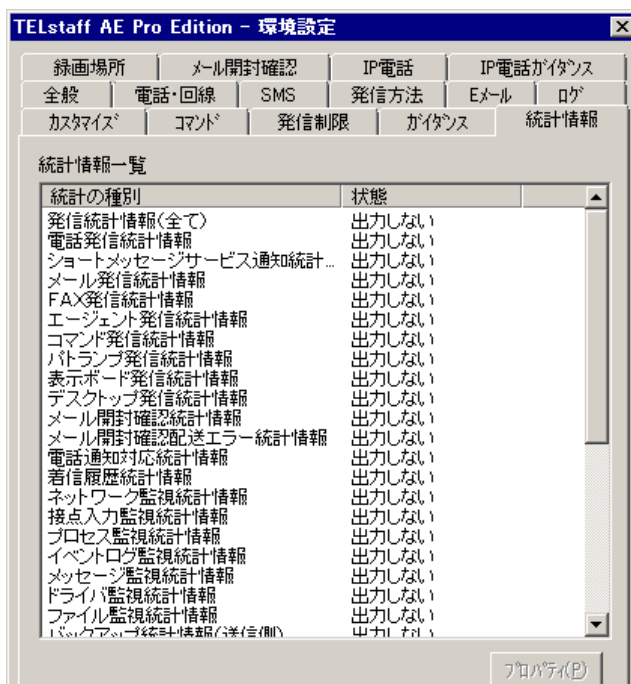 TELstaff AE Pro Edition - 環境設定
録画場所 メール開封確認 IP電話 IP電話ガイダンス
全般 電話・回線 SMS 発信方法 Eメール ログ
カスタマイズ コマンド 発信制限 ガイダンス 統計情報
統計情報一覧
統計の種別 状態
発信統計情報(全て) 出力しない
電話発信統計情報 出力しない
ショートメッセージサービス通知統計... 出力しない
メール発信統計情報 出力しない
FAX発信統計情報 出力しない
エージェント発信統計情報 出力しない
コマンド発信統計情報 出力しない
パトランプ発信統計情報 出力しない
表示ボード発信統計情報 出力しない
デスクトップ発信統計情報 出力しない
メール開封確認統計情報 出力しない
メール開封確認配送エラー統計情報 出力しない
電話通知対応統計情報 出力しない
着信履歴統計情報 出力しない
ネットワーク監視統計情報 出力しない
接点入力監視統計情報 出力しない
プロセス監視統計情報 出力しない
イベントログ監視統計情報 出力しない
メッセージ監視統計情報 出力しない
ドライバ監視統計情報 出力しない
ファイル監視統計情報 出力しない
バックアップ統計情報(送信側) 出力しない
プロパティ(P)